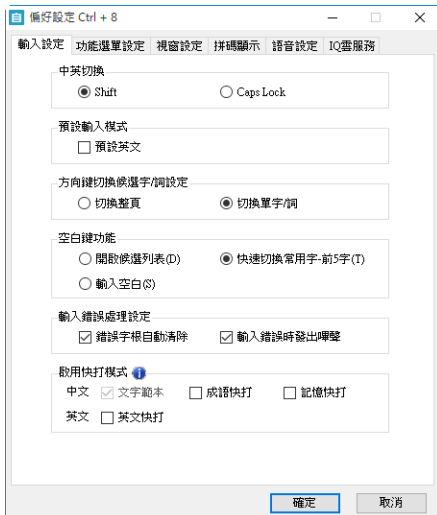 偏好設定 Ctrl + 8
輸入設定 功能選單設定 視窗設定 拼碼顯示 語音設定 IQ雲服務
中英切換
Shift Caps Lock
預設輸入模式
預設英文
方向鍵切換候選字/詞設定
切換整頁 切換單字/詞
空白鍵功能
開啟候選列表(D) 快速切換常用字-前5字(T)
輸入空白(S)
輸入錯誤處理設定
錯誤字根自動清除 輸入錯誤時發出嗶聲
啟用快打模式
中文 文字範本 成語快打 記憶快打
英文 英文快打
確定 取消